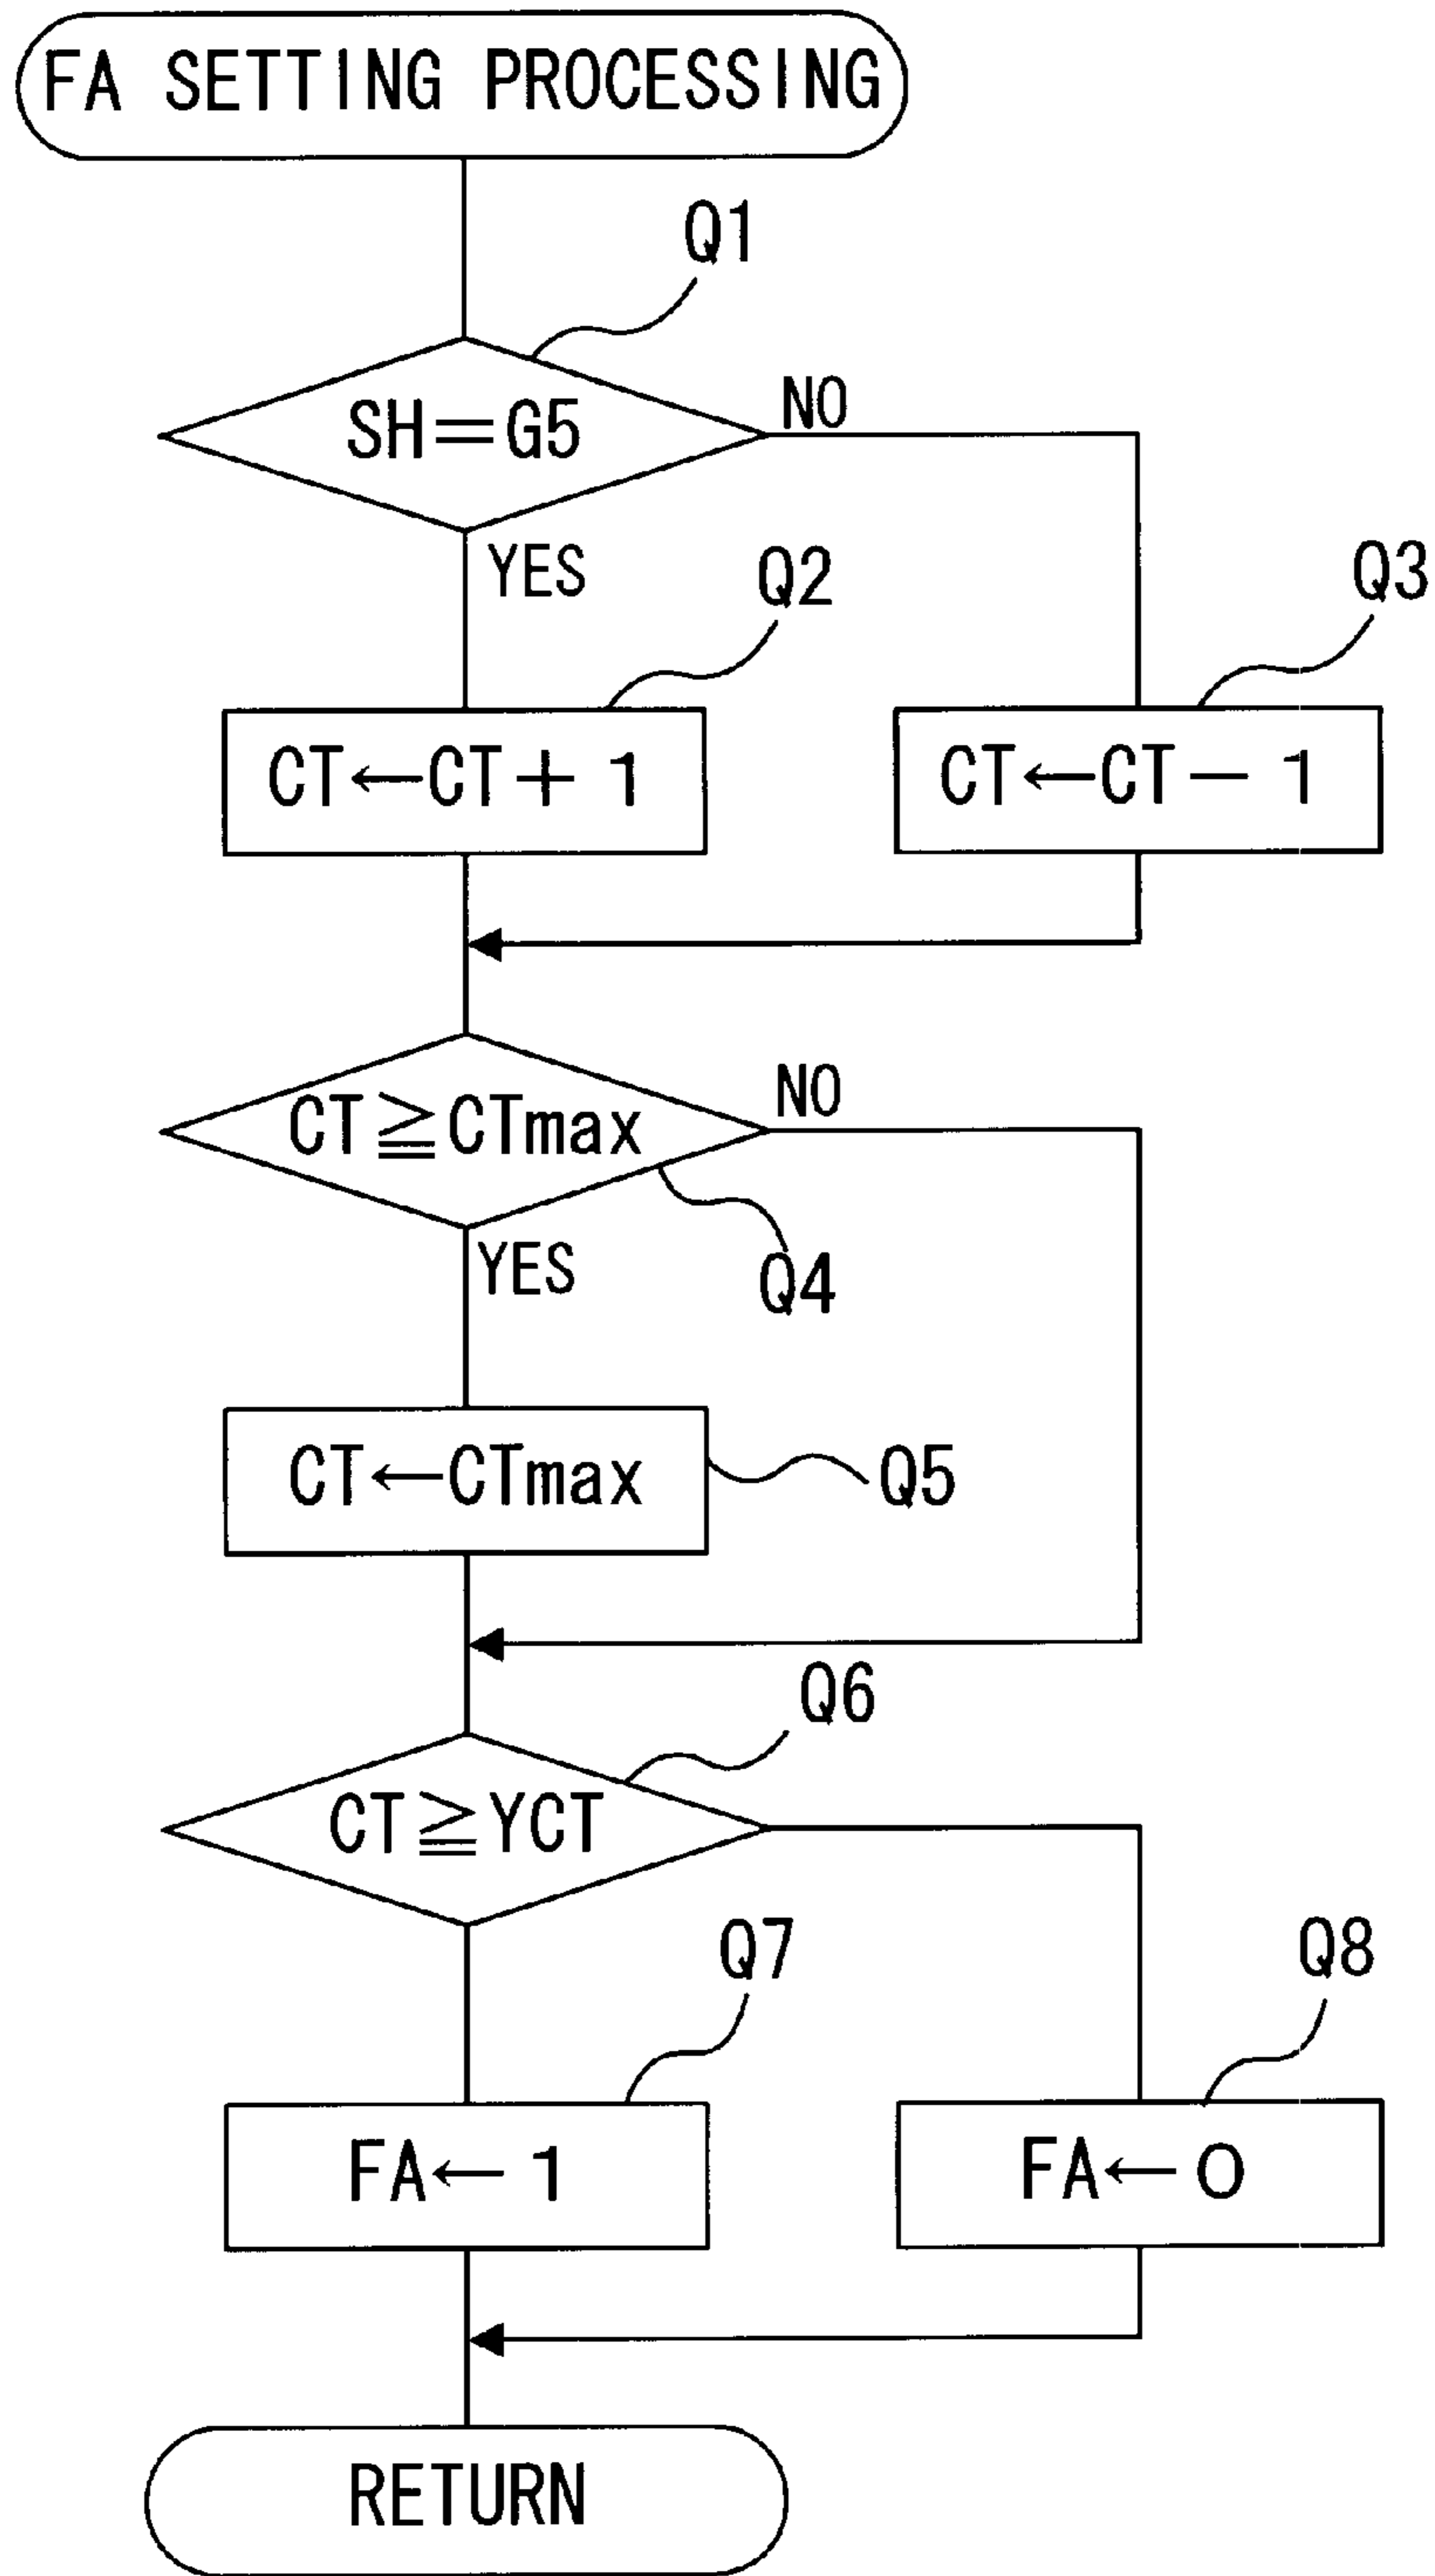 FA SETTING PROCESSING
Q1
SH=G5
NO
YES
Q2
Q3
CT←CT+1
CT←CT-1
CT≧CTmax
NO
YES
Q4
CT←CTmax
Q5
Q6
CT≧YCT
Q7
Q8
FA←1
FA←0
RETURN